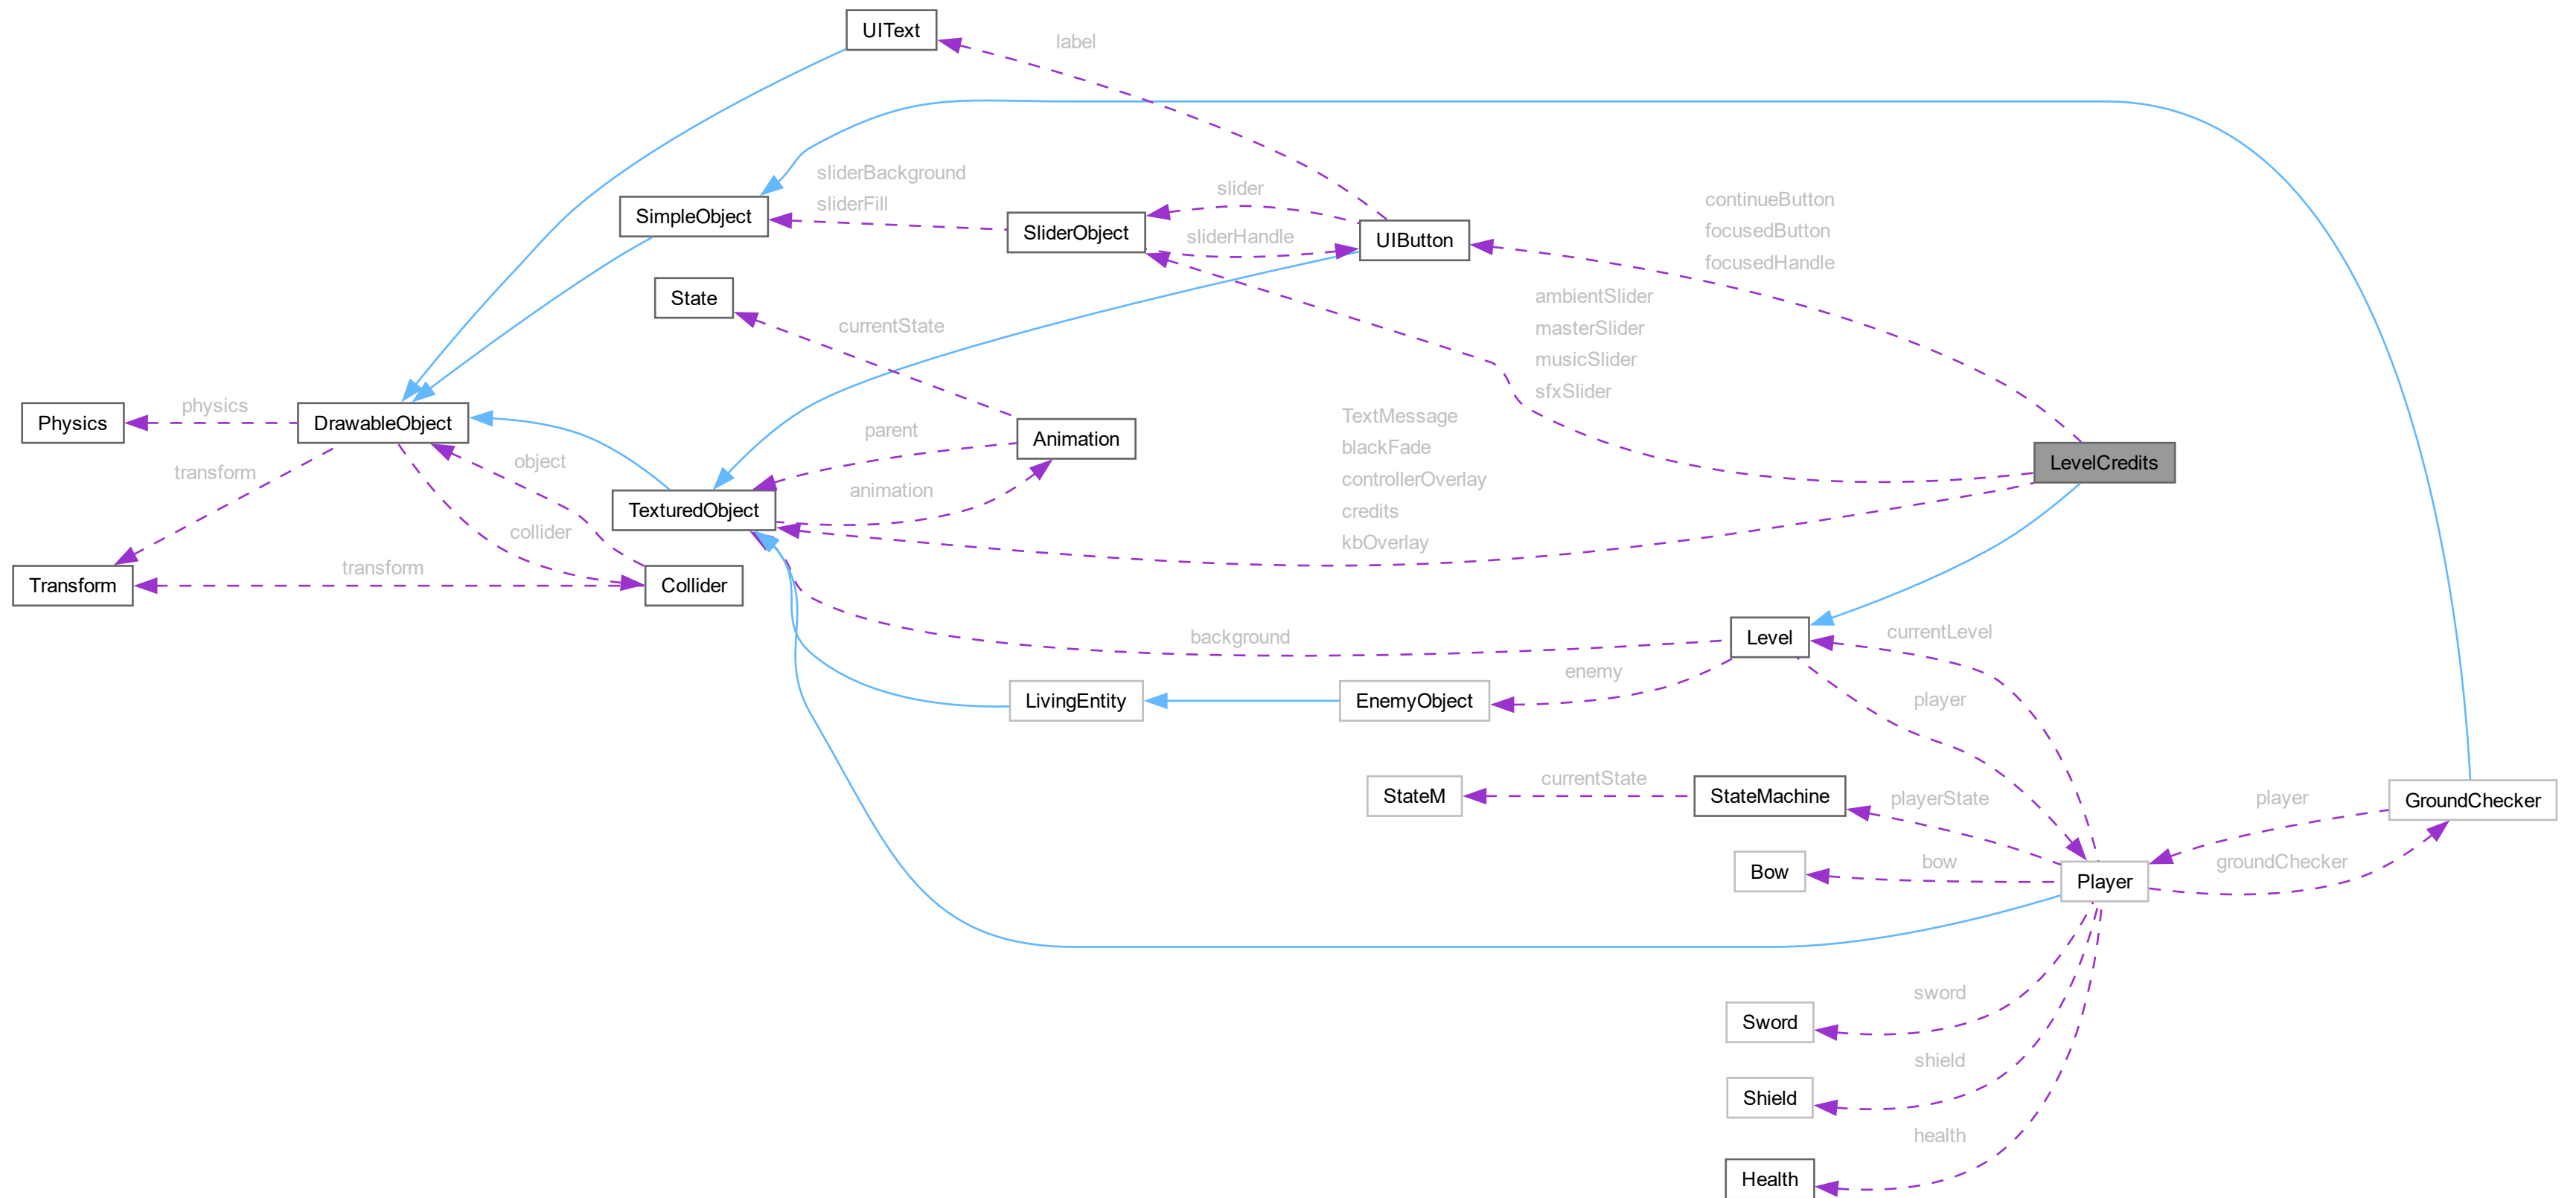 UIText
label
sliderBackground
sliderFill
SimpleObject
slider
SliderObject
sliderHandle
UIButton
continueButton
focusedButton
focusedHandle
State
currentState
ambientSlider
masterSlider
musicSlider
sfxSlider
Physics
physics
DrawableObject
parent
Animation
TextMessage
blackFade
controllerOverlay
credits
kbOverlay
LevelCredits
transform
object
animation
TexturedObject
collider
Transform
transform
Collider
background
Level
currentLevel
enemy
LivingEntity
EnemyObject
player
StateM
currentState
StateMachine
playerState
player
GroundChecker
Bow
bow
Player
groundChecker
sword
Sword
shield
Shield
health
Health